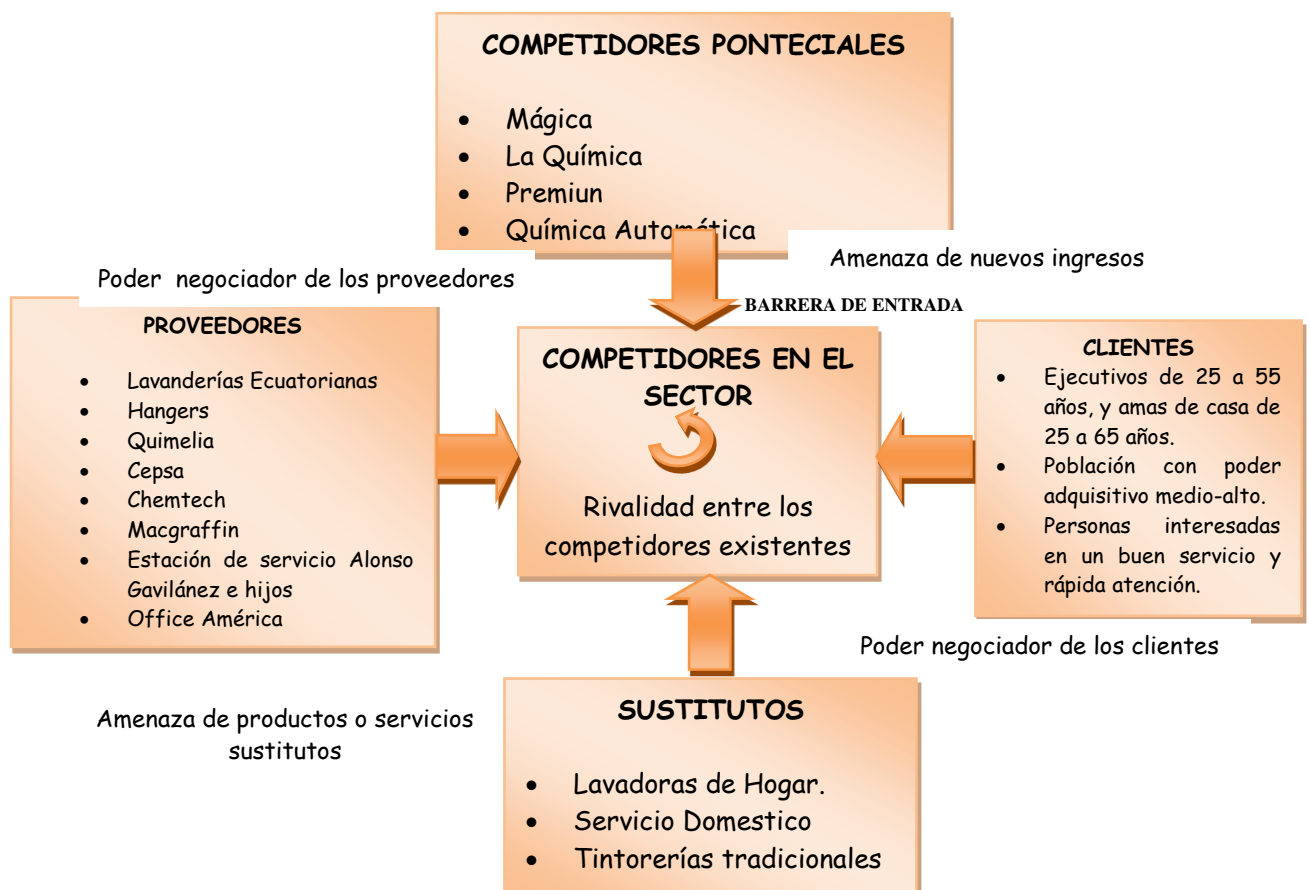 COMPETIDORES PONTECIALES
• Mágica
• La Química
• Premiun
• Química Automática
Amenaza de nuevos ingresos
Poder negociador de los proveedores
BARRERA DE ENTRADA
PROVEEDORES
• Lavanderías Ecuatorianas
• Hangers
• Quimelia
• Cepsa
• Chemtech
• Macgraffin
• Estación de servicio Alonso
Gavilánez e hijos
• Office América
COMPETIDORES EN EL
SECTOR
Rivalidad entre los
competidores existentes
CLIENTES
• Ejecutivos de 25 a 55
años, y amas de casa de
25 a 65 años.
• Población con poder
adquisitivo medio-alto.
• Personas interesadas
en un buen servicio y
rápida atención.
Poder negociador de los clientes
Amenaza de productos o servicios
sustitutos
SUSTITUTOS
• Lavadoras de Hogar.
• Servicio Domestico
• Tintorerías tradicionales